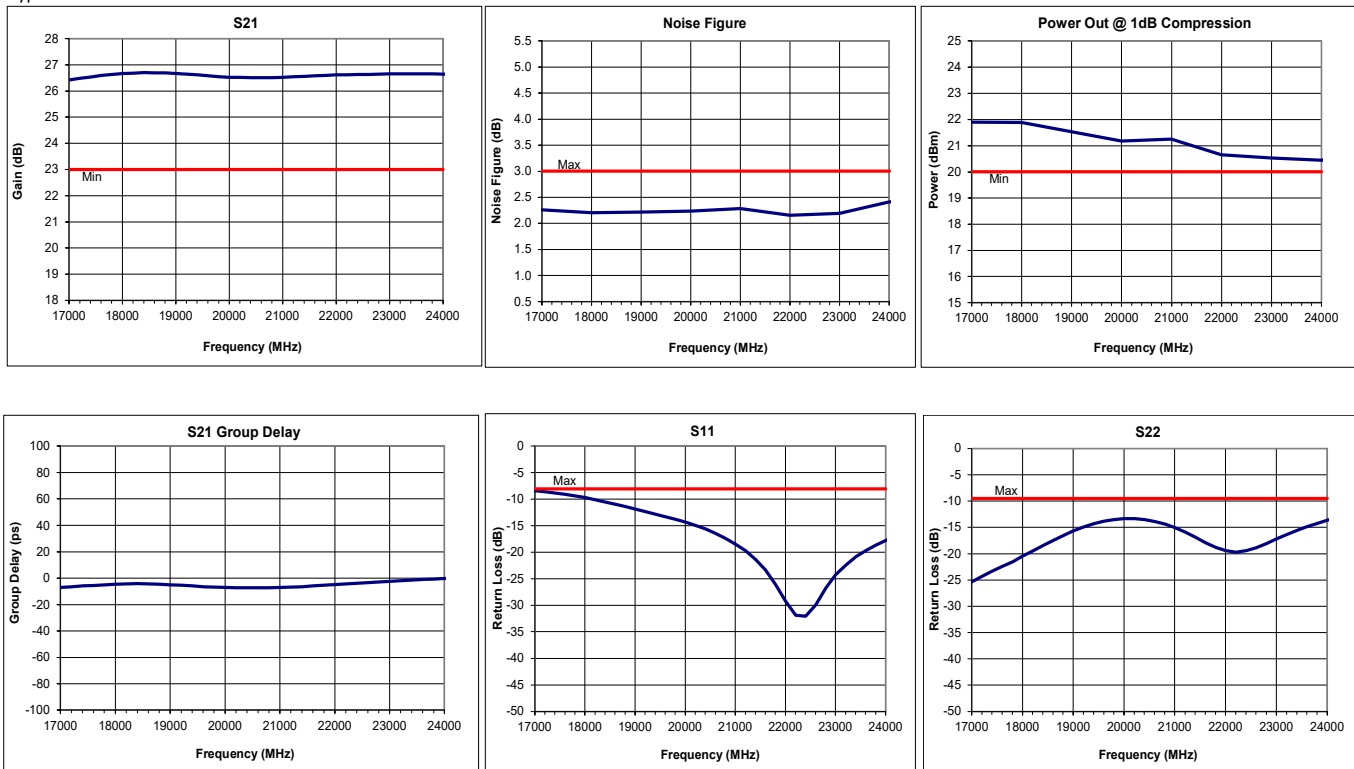 S21
28
27
26
25
24
23
22
21
20
19
18
Gain (dB)
Min
17000 18000 19000 20000 21000 22000 23000 24000
Frequency (MHz)
Noise Figure
5.5
5.0
4.5
4.0
3.5
3.0
2.5
2.0
1.5
1.0
0.5
Noise Figure (dB)
Max
17000 18000 19000 20000 21000 22000 23000 24000
Frequency (MHz)
Power Out @ 1dB Compression
25
24
23
22
21
20
19
18
17
16
15
Power (dBm)
Min
17000 18000 19000 20000 21000 22000 23000 24000
Frequency (MHz)
S21 Group Delay
100
80
60
40
20
0
-20
-40
-60
-80
-100
Group Delay (ps)
17000 18000 19000 20000 21000 22000 23000 24000
Frequency (MHz)
S11
0
-5
-10
-15
-20
-25
-30
-35
-40
-45
-50
Return Loss (dB)
Max
17000 18000 19000 20000 21000 22000 23000 24000
Frequency (MHz)
S22
0
-5
-10
-15
-20
-25
-30
-35
-40
-45
-50
Return Loss (dB)
Max
17000 18000 19000 20000 21000 22000 23000 24000
Frequency (MHz)